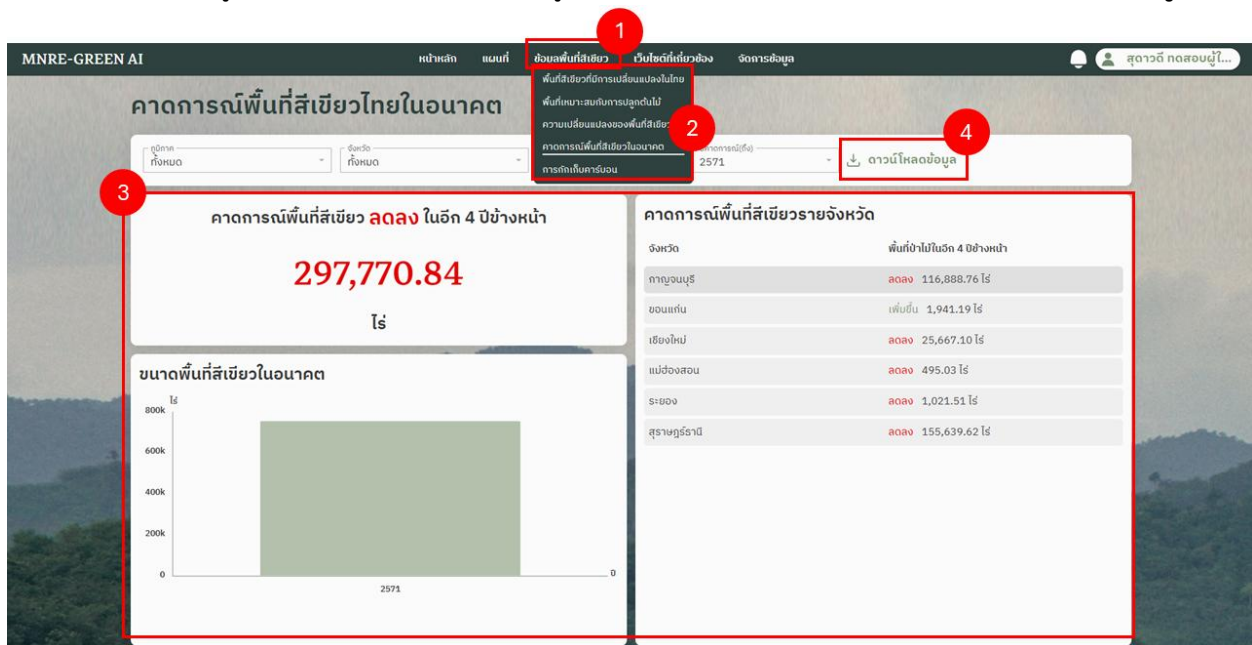 1
MNRE-GREEN AI
หน้าหลัก แผนที่ ข้อมูลพื้นที่สีเขียว เว็บไซต์ที่เกี่ยวข้อง จัดการข้อมูล
สุดาวดี ทดสอบผู้ใ...
พื้นที่สีเขียวที่มีการเปลี่ยนแปลงในไทย
พื้นที่เหมาะสมกับการปลูกต้นไม้
ความเปลี่ยนแปลงของพื้นที่สีเขียว
คาดการณ์พื้นที่สีเขียวในอนาคต
การกักเก็บคาร์บอน
2
คาดการณ์พื้นที่สีเขียวไทยในอนาคต
ภูมิภาค
ทั้งหมด
จังหวัด
ทั้งหมด
2571
4
ดาวน์โหลดข้อมูล
3
คาดการณ์พื้นที่สีเขียว ลดลง ในอีก 4 ปีข้างหน้า
297,770.84
ไร่
คาดการณ์พื้นที่สีเขียวรายจังหวัด
จังหวัด พื้นที่ป่าไม้ในอีก 4 ปีข้างหน้า
กาญจนบุรี ลดลง 116,888.76 ไร่
ขอนแก่น เพิ่มขึ้น 1,941.19 ไร่
เชียงใหม่ ลดลง 25,667.10 ไร่
แม่ฮ่องสอน ลดลง 495.03 ไร่
ระยอง ลดลง 1,021.51 ไร่
สุราษฎร์ธานี ลดลง 155,639.62 ไร่
ขนาดพื้นที่สีเขียวในอนาคต
ไร่
800k
600k
400k
200k
0
ปี
2571